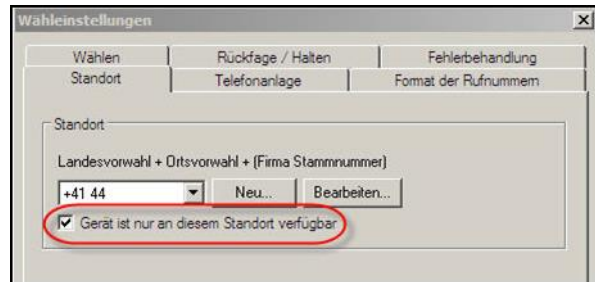 Wähleinstellungen
Wählen Rückfage / Halten Fehlerbehandlung
Standort Telefonanlage Format der Rufnummern
Standort
Landesvorwahl + Ortsvorwahl + (Firma Stammnummer)
+41 44 Neu... Bearbeiten...
Gerät ist nur an diesem Standort verfügbar